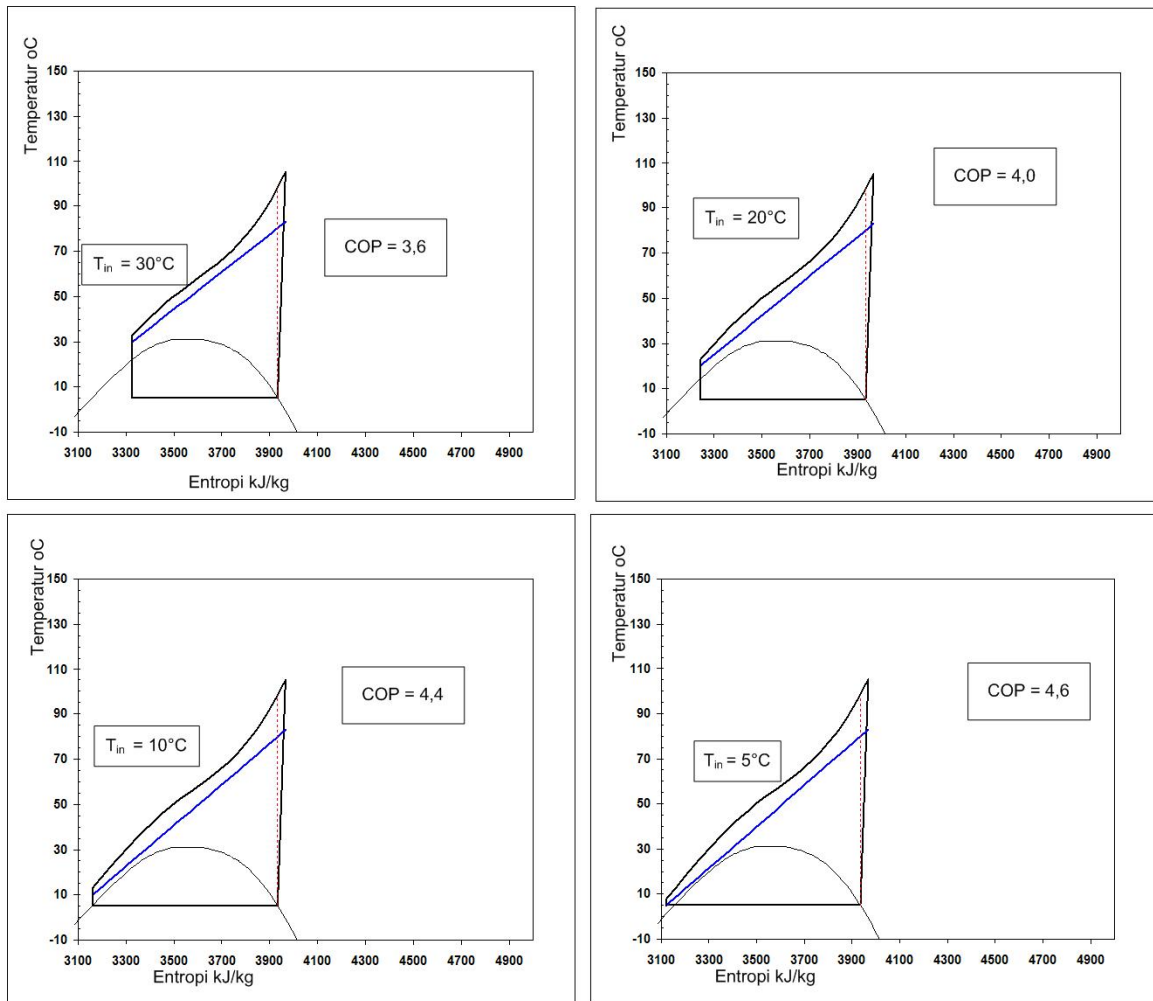 Temperatur oC
150
130
110
90
70
50
30
10
-10
T_in = 30°C
COP = 3,6
3100 3300 3500 3700 3900 4100 4300 4500 4700 4900
Entropi kJ/kg
Temperatur oC
150
130
110
90
70
50
30
10
-10
T_in = 20°C
COP = 4,0
3100 3300 3500 3700 3900 4100 4300 4500 4700 4900
Entropi kJ/kg
Temperatur oC
150
130
110
90
70
50
30
10
-10
T_in = 10°C
COP = 4,4
3100 3300 3500 3700 3900 4100 4300 4500 4700 4900
Entropi kJ/kg
Temperatur oC
150
130
110
90
70
50
30
10
-10
T_in = 5°C
COP = 4,6
3100 3300 3500 3700 3900 4100 4300 4500 4700 4900
Entropi kJ/kg